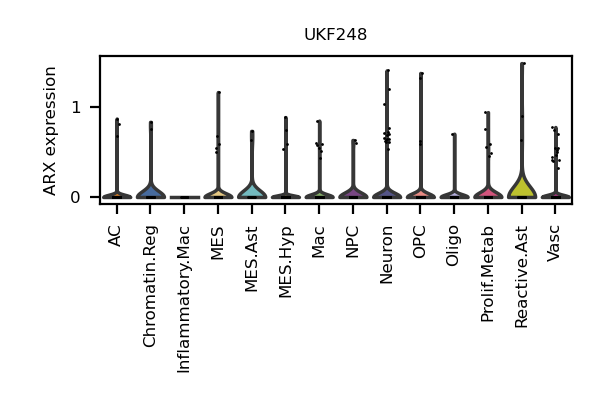 UKF248
ARX expression
1
0
AC
Chromatin.Reg
Inflammatory.Mac
MES
MES.Ast
MES.Hyp
Mac
NPC
Neuron
OPC
Oligo
Prolif.Metab
Reactive.Ast
Vasc